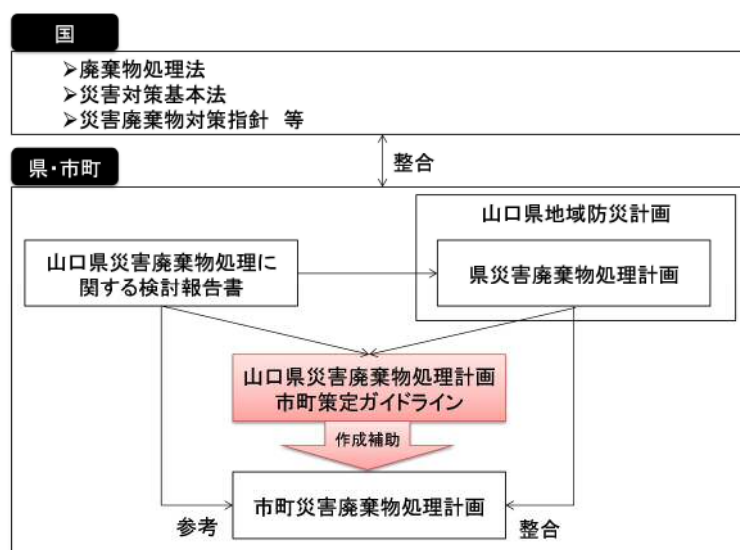 国
➢廃棄物処理法
➢災害対策基本法
➢災害廃棄物対策指針 等
整合
県・市町
山口県地域防災計画
山口県災害廃棄物処理に
関する検討報告書
県災害廃棄物処理計画
山口県災害廃棄物処理計画
市町策定ガイドライン
作成補助
市町災害廃棄物処理計画
参考
整合